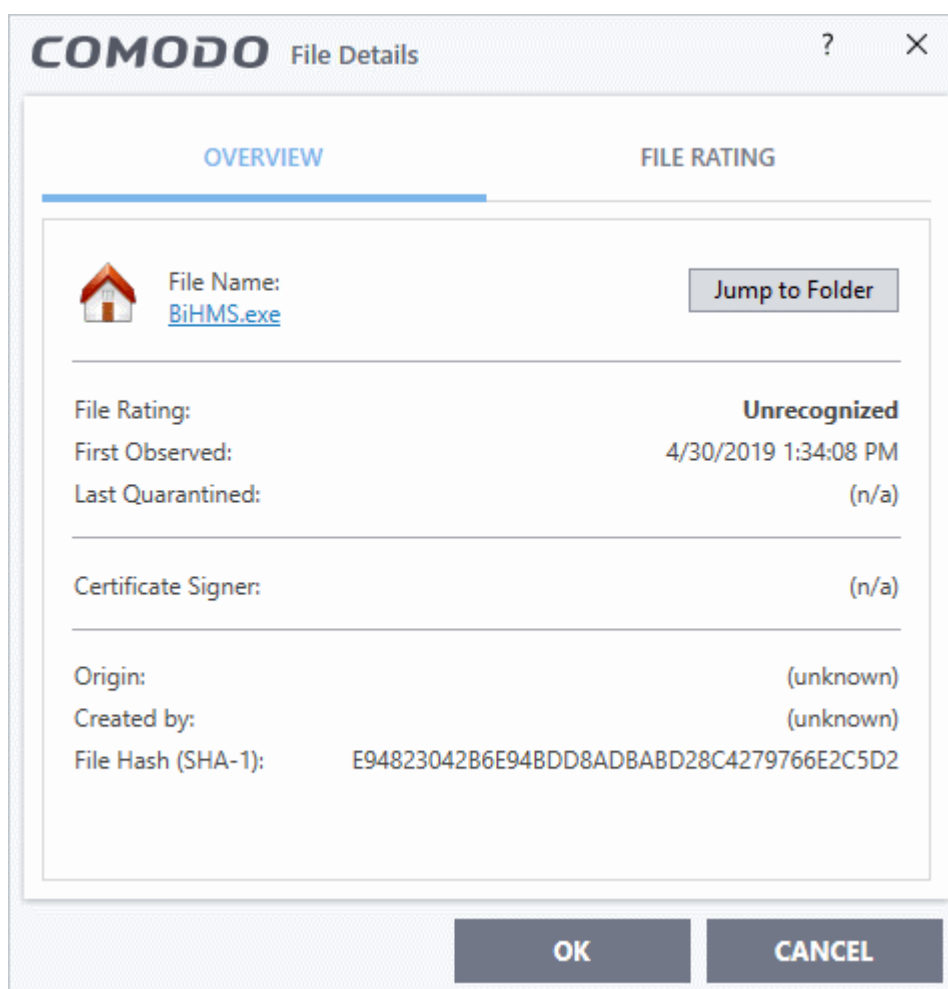 COMODO File Details ?
OVERVIEW FILE RATING
File Name:
BiHMS.exe
Jump to Folder
File Rating: Unrecognized
First Observed: 4/30/2019 1:34:08 PM
Last Quarantined: (n/a)
Certificate Signer: (n/a)
Origin: (unknown)
Created by: (unknown)
File Hash (SHA-1): E94823042B6E94BDD8ADBABD28C4279766E2C5D2
OK CANCEL